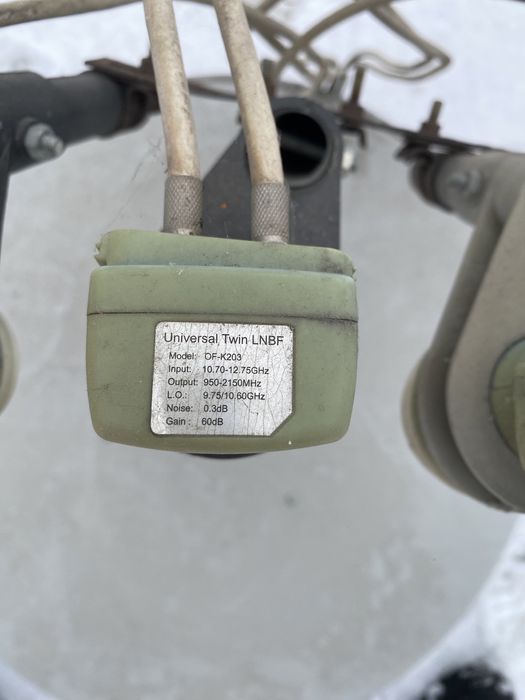 Universal Twin LNBF
Model: OF-K203
Input: 10.70-12.75GHz
Output: 950-2150MHz
L.O.: 9.75/10.60GHz
Noise: 0.3dB
Gain : 60dB